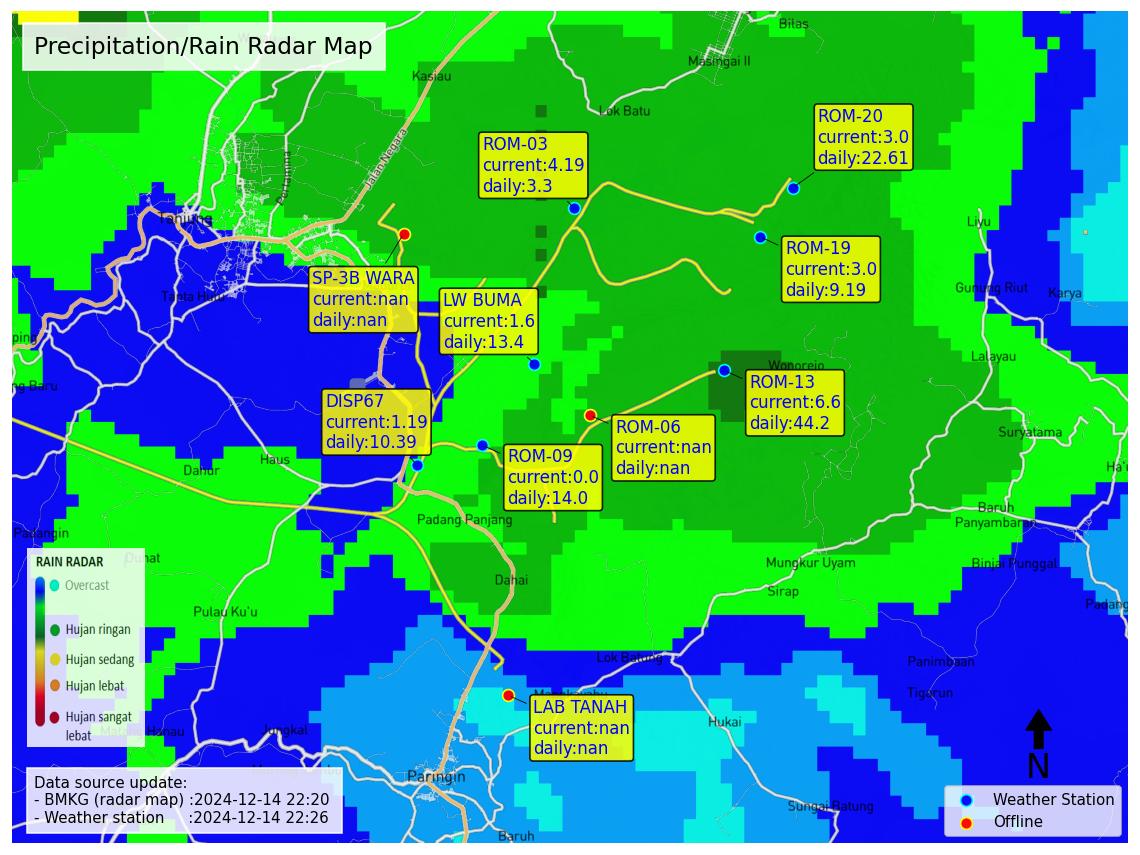 Precipitation/Rain Radar Map
Bilas
Masingai II
Kasiau
Lok Batu
Jalan Negara
Pertamina
ROM-20
current:3.0
daily:22.61
ROM-03
current:4.19
daily:3.3
Tanjung
Liyu
ROM-19
current:3.0
daily:9.19
SP-3B WARA
current:nan
daily:nan
Gunung Riut
Karya
LW BUMA
current:1.6
daily:13.4
ping
Lalayau
Wonorejo
ng Baru
ROM-13
current:6.6
daily:44.2
DISP67
current:1.19
daily:10.39
ROM-06
current:nan
daily:nan
Suryatama
ROM-09
current:0.0
daily:14.0
Haus
Dahur
Baruh
Panyambaran
Padang Panjang
Padangin
Mungkur Uyam
Binjai Punggal
Dahai
Sirap
Padang
Pulau Ku`u
RAIN RADAR
Overcast
Hujan ringan
Hujan sedang
Hujan lebat
Hujan sangat
lebat
Lok Batung
Panimbaan
Tigarun
LAB TANAH
current:nan
daily:nan
Hukai
Jungkal
Paringin
N
Sungai Batung
Baruh
Data source update:
- BMKG (radar map) :2024-12-14 22:20
- Weather station :2024-12-14 22:26
Weather Station
Offline